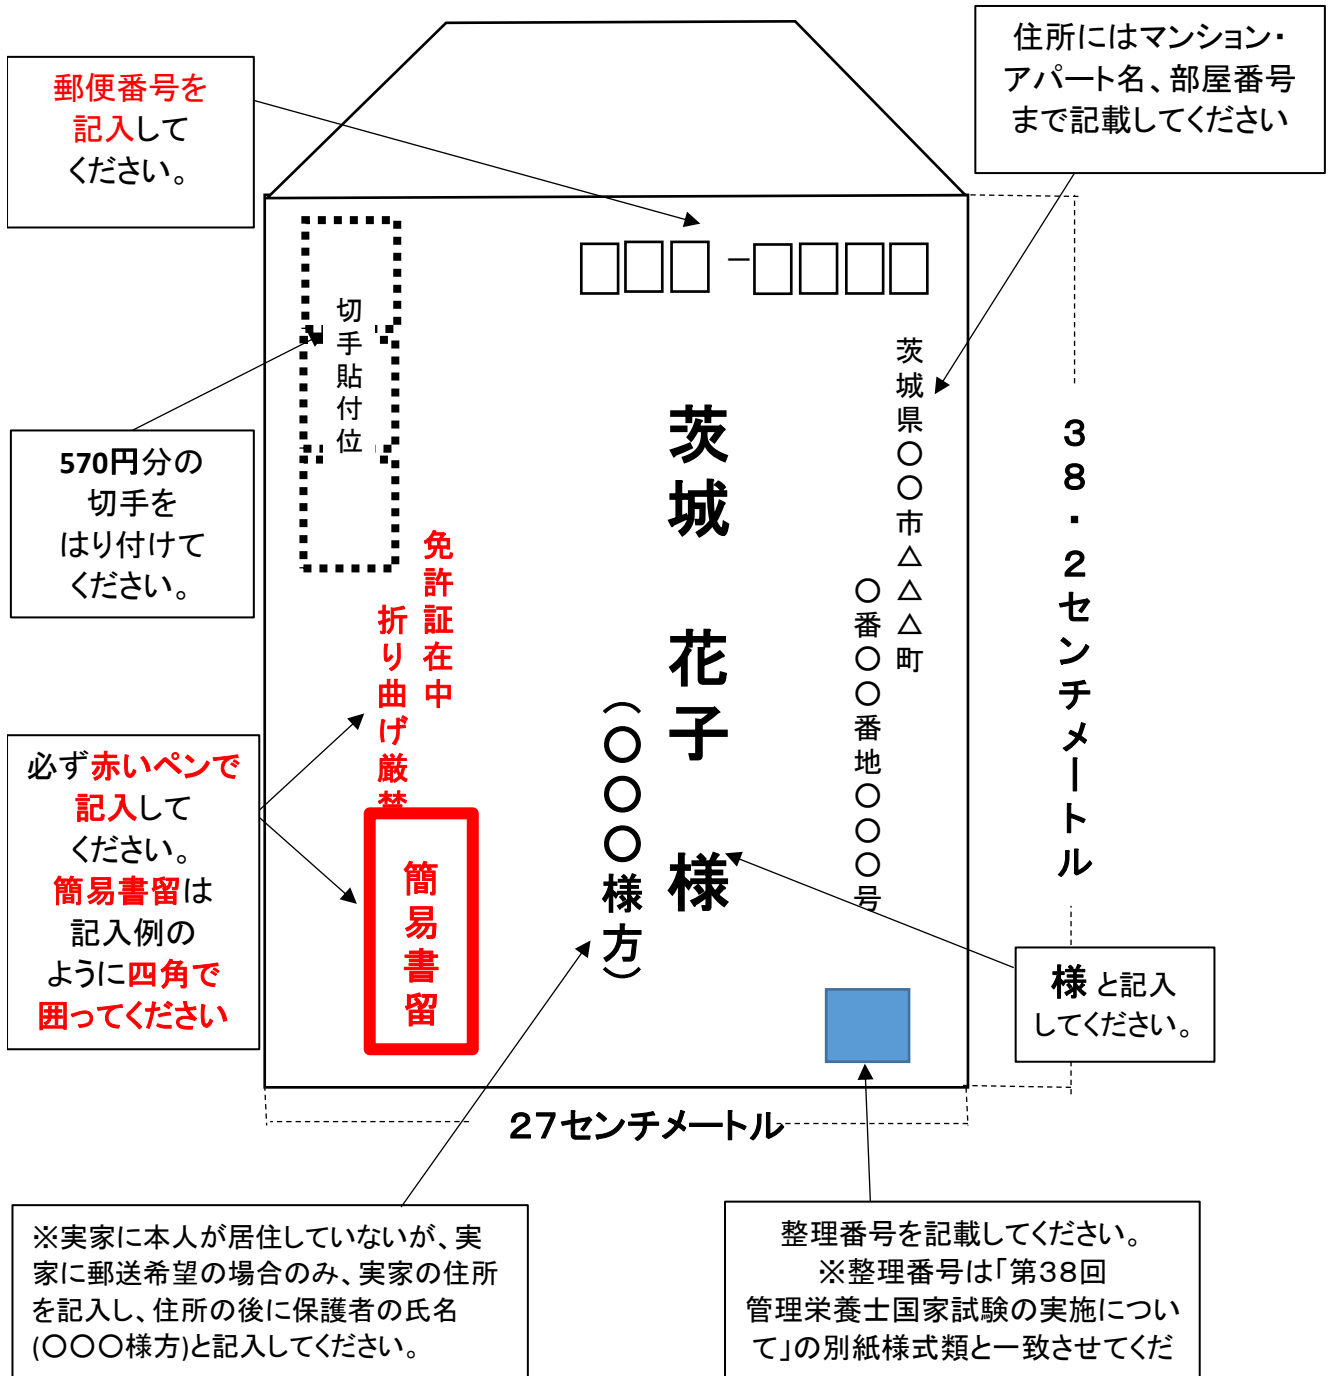 郵便番号を
記入して
ください。
住所にはマンション・
アパート名、部屋番号
まで記載してください
－
切手貼付位
570円分の
切手を
はり付けて
ください。
茨城県○○市△△△町
○番○○番地○○○号
茨城 花子 様
(○○○様方)
免許証在中
折り曲げ厳禁
簡易書留
必ず赤いペンで
記入して
ください。
簡易書留は
記入例の
ように四角で
囲ってください
38.2センチメートル
様 と記入
してください。
27センチメートル
※実家に本人が居住していないが、実
家に郵送希望の場合のみ、実家の住所
を記入し、住所の後に保護者の氏名
(○○○様方)と記入してください。
整理番号を記載してください。
※整理番号は「第38回
管理栄養士国家試験の実施につい
て」の別紙様式類と一致させてくだ